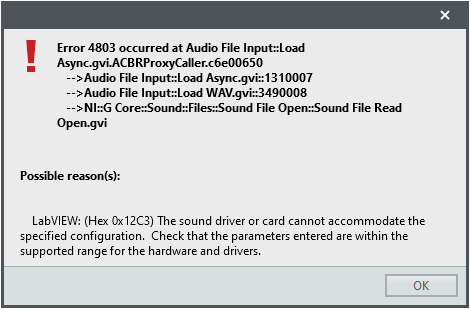 Error 4803 occurred at Audio File Input::Load
Async.gvi.ACBRProxyCaller.c6e00650
-->Audio File Input::Load Async.gvi::1310007
-->Audio File Input::Load WAV.gvi::3490008
-->NI::G Core::Sound::Files::Sound File Open::Sound File Read
Open.gvi
Possible reason(s):
LabVIEW: (Hex 0x12C3) The sound driver or card cannot accommodate the
specified configuration.  Check that the parameters entered are within the
supported range for the hardware and drivers.
OK